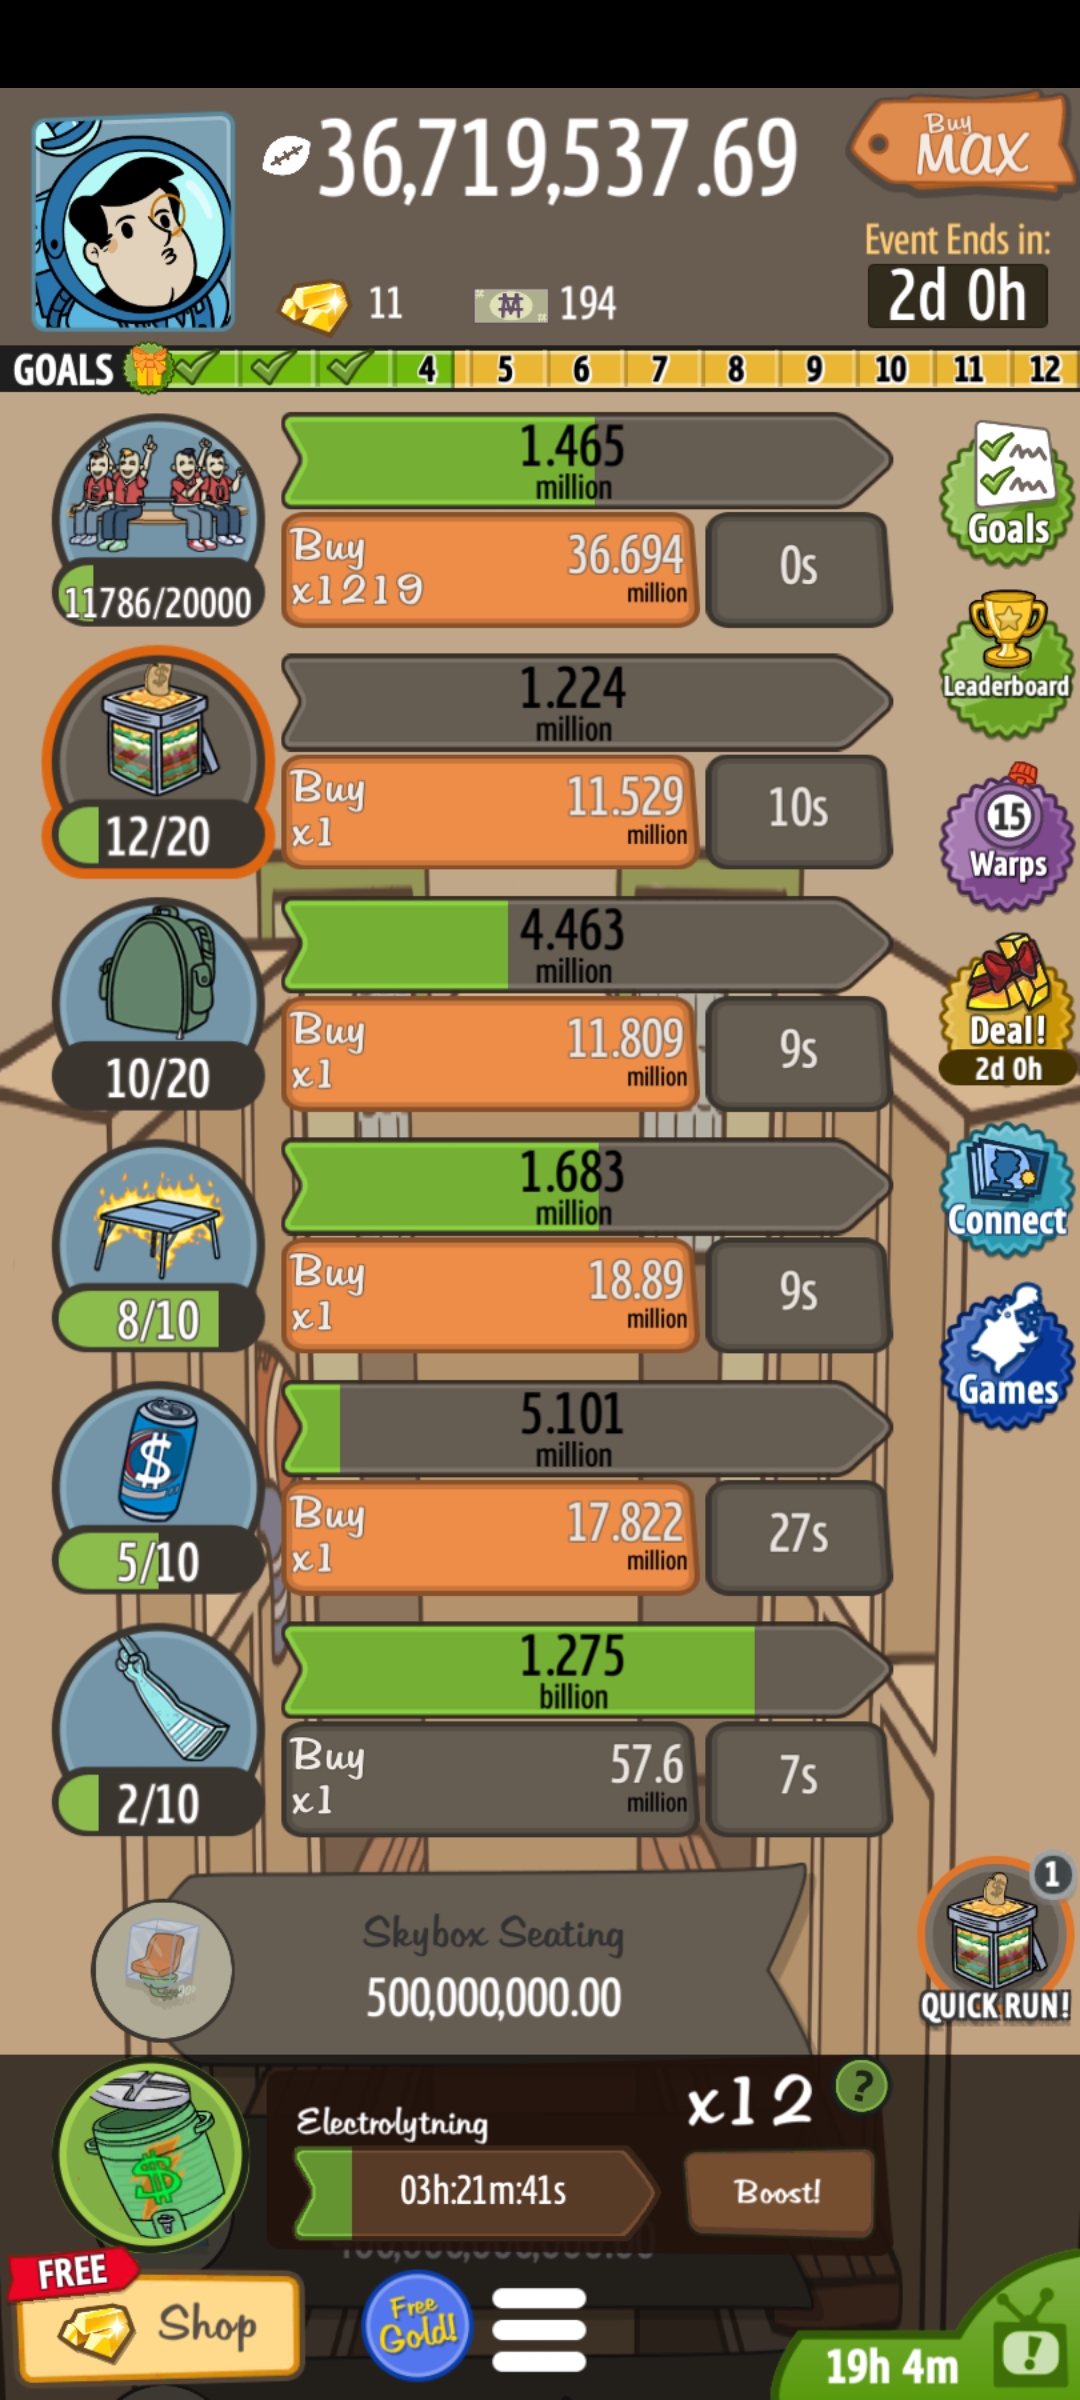 36,719,537.69
Buy
MAX
Event Ends in:
2d 0h
11
194
GOALS
4
5
6
7
8
9
10
11
12
1.465
million
Buy
x1219
36.694
million
0s
11786/20000
Goals
Leaderboard
1.224
million
Buy
x1
11.529
million
10s
12/20
15
Warps
4.463
million
Buy
x1
11.809
million
9s
10/20
Deal!
2d 0h
1.683
million
Buy
x1
18.89
million
9s
8/10
Connect
Games
5.101
million
$
Buy
x1
17.822
million
27s
5/10
1.275
billion
Buy
x1
57.6
million
7s
2/10
Skybox Seating
500,000,000.00
1
QUICK RUN!
Electrolytning
x12
?
03h:21m:41s
Boost!
$
FREE
Shop
Free
Gold!
19h 4m
!